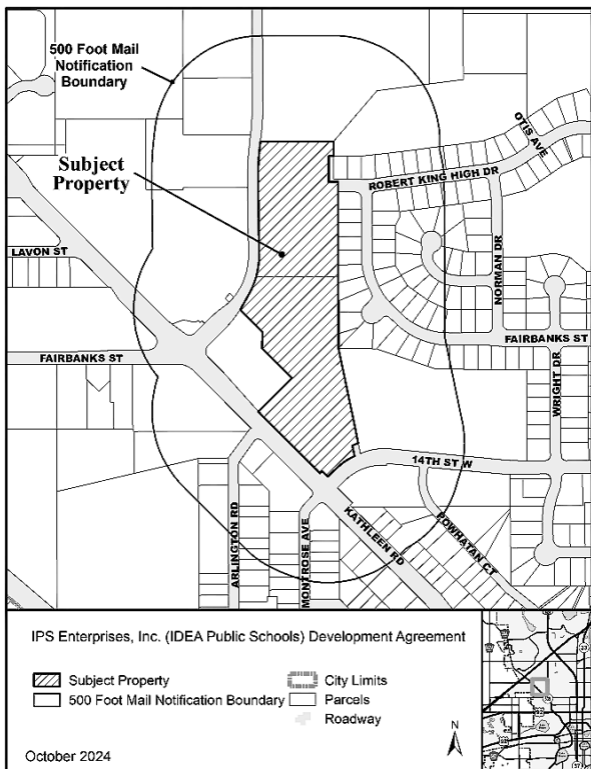 500 Foot Mail
Notification
Boundary
Subject
Property
OTIS AVE
ROBERT KING HIGH DR
NORMAN DR
LAVON ST
FAIRBANKS ST
FAIRBANKS ST
WRIGHT DR
14TH ST W
ARLINGTON RD
MONTROSE AVE
KATHLEEN RD
POWHATAN CT
IPS Enterprises, Inc. (IDEA Public Schools) Development Agreement
Subject Property
City Limits
500 Foot Mail Notification Boundary
Parcels
Roadway
N
October 2024